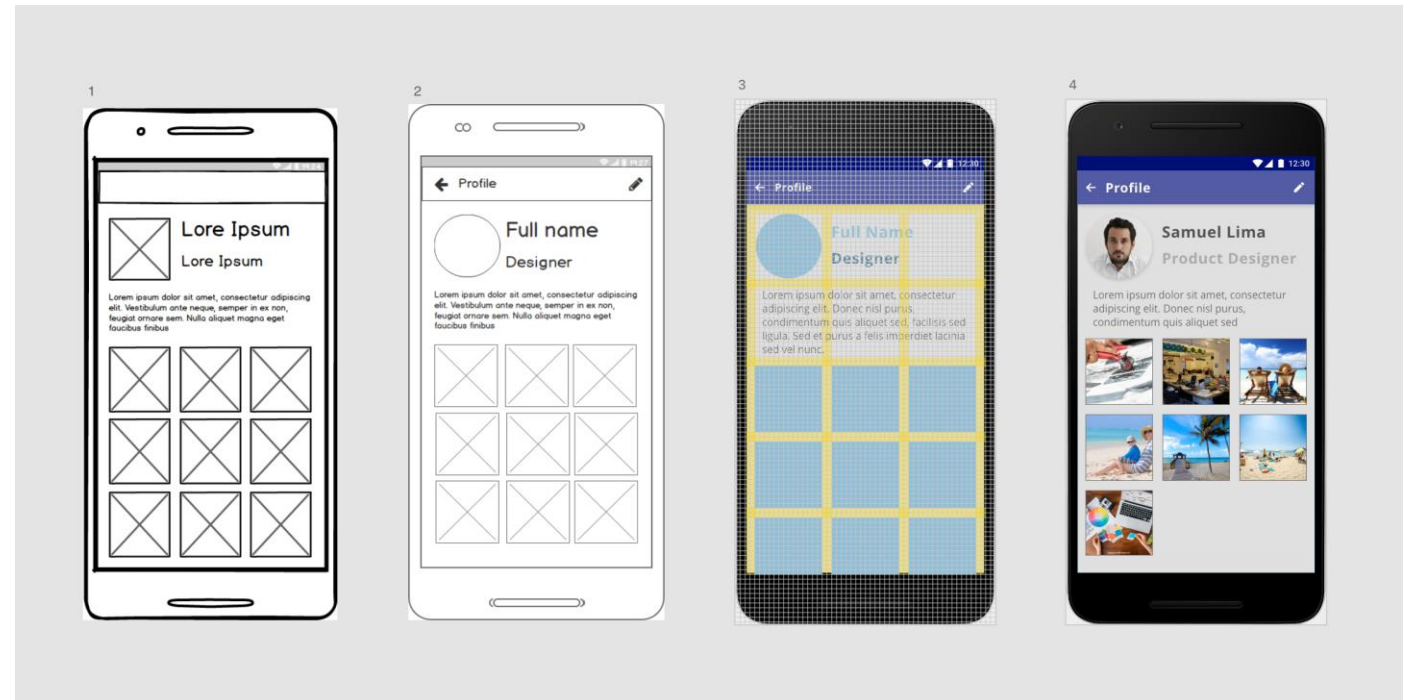 1
Lore Ipsum
Lore Ipsum
Lorem ipsum dolor sit amet, consectetur adipiscing
elit. Vestibulum ante neque, semper in ex non,
feugiat ornare sem. Nulla aliquet magna eget
faucibus finibus
2
19:27
Profile
Full name
Designer
Lorem ipsum dolor sit amet, consectetur adipiscing
elit. Vestibulum ante neque, semper in ex non,
feugiat ornare sem. Nulla aliquet magna eget
faucibus finibus
3
12:30
Profile
Full Name
Designer
Lorem ipsum dolor sit amet, consectetur
adipiscing elit. Donec nisl purus,
condimentum quis aliquet sed, facilisis sed
ligula. Sed et purus a felis imperdiet lacinia
sed vel nunc.
4
12:30
Profile
Samuel Lima
Product Designer
Lorem ipsum dolor sit amet, consectetur
adipiscing elit. Donec nisl purus,
condimentum quis aliquet sed